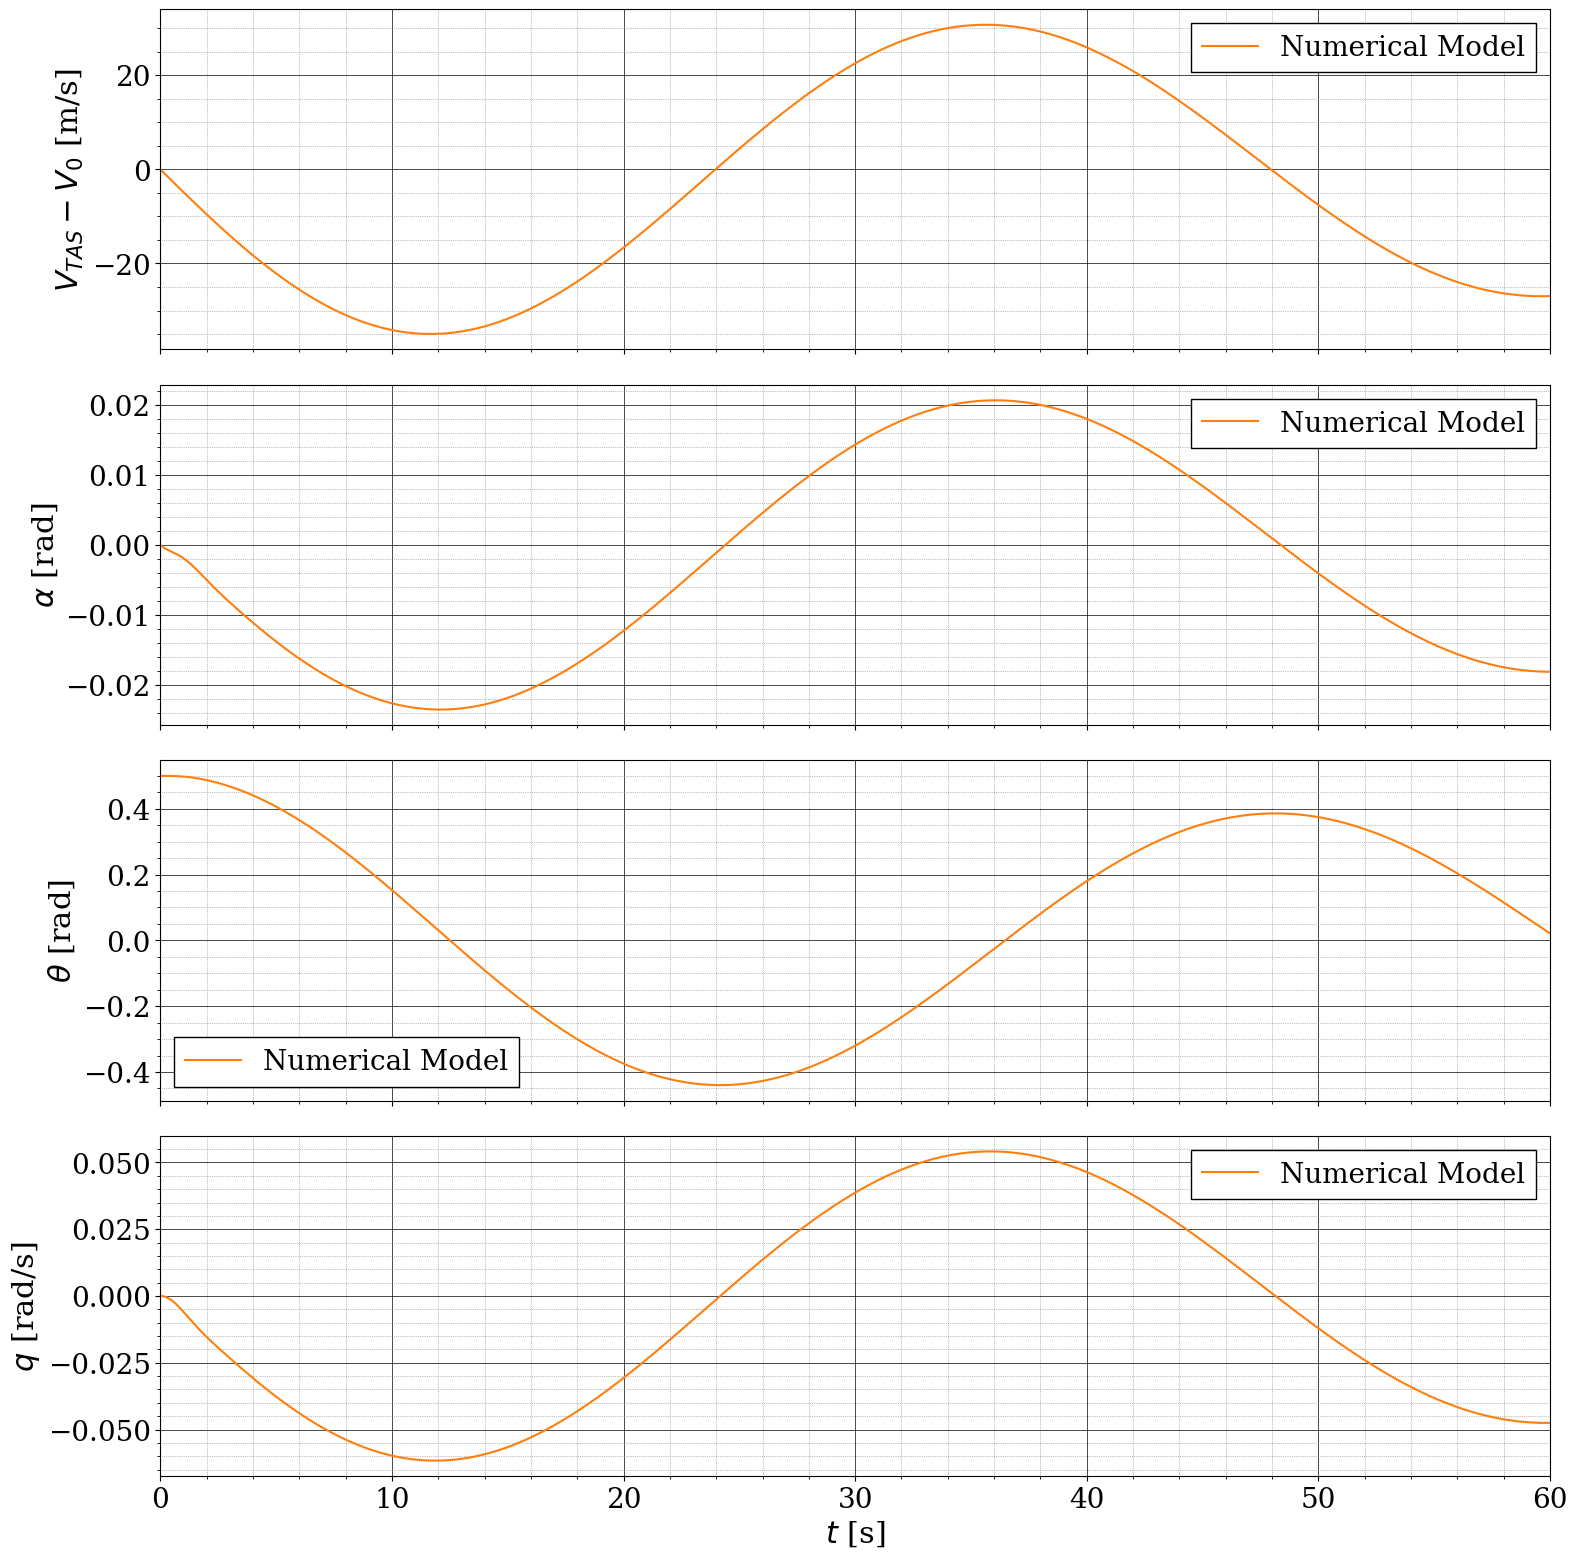 V_TAS − V_0 [m/s]
20
0
−20
Numerical Model
α [rad]
0.02
0.01
0.00
−0.01
−0.02
Numerical Model
θ [rad]
0.4
0.2
0.0
−0.2
−0.4
Numerical Model
q [rad/s]
0.050
0.025
0.000
−0.025
−0.050
Numerical Model
0 10 20 30 40 50 60
t [s]